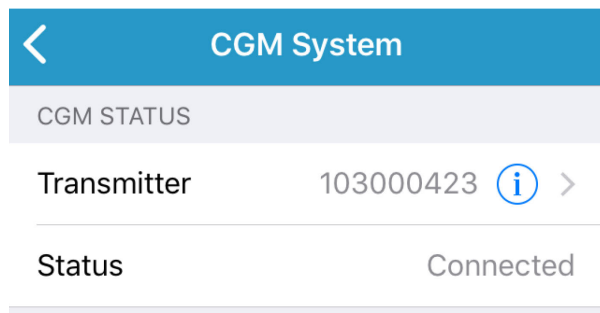 CGM System
CGM STATUS
Transmitter 103000423 i
Status Connected